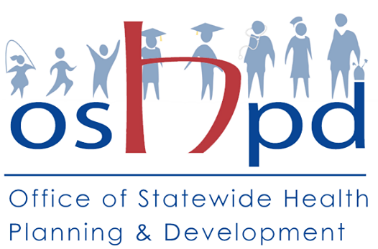 oshpd
Office of Statewide Health
Planning & Development